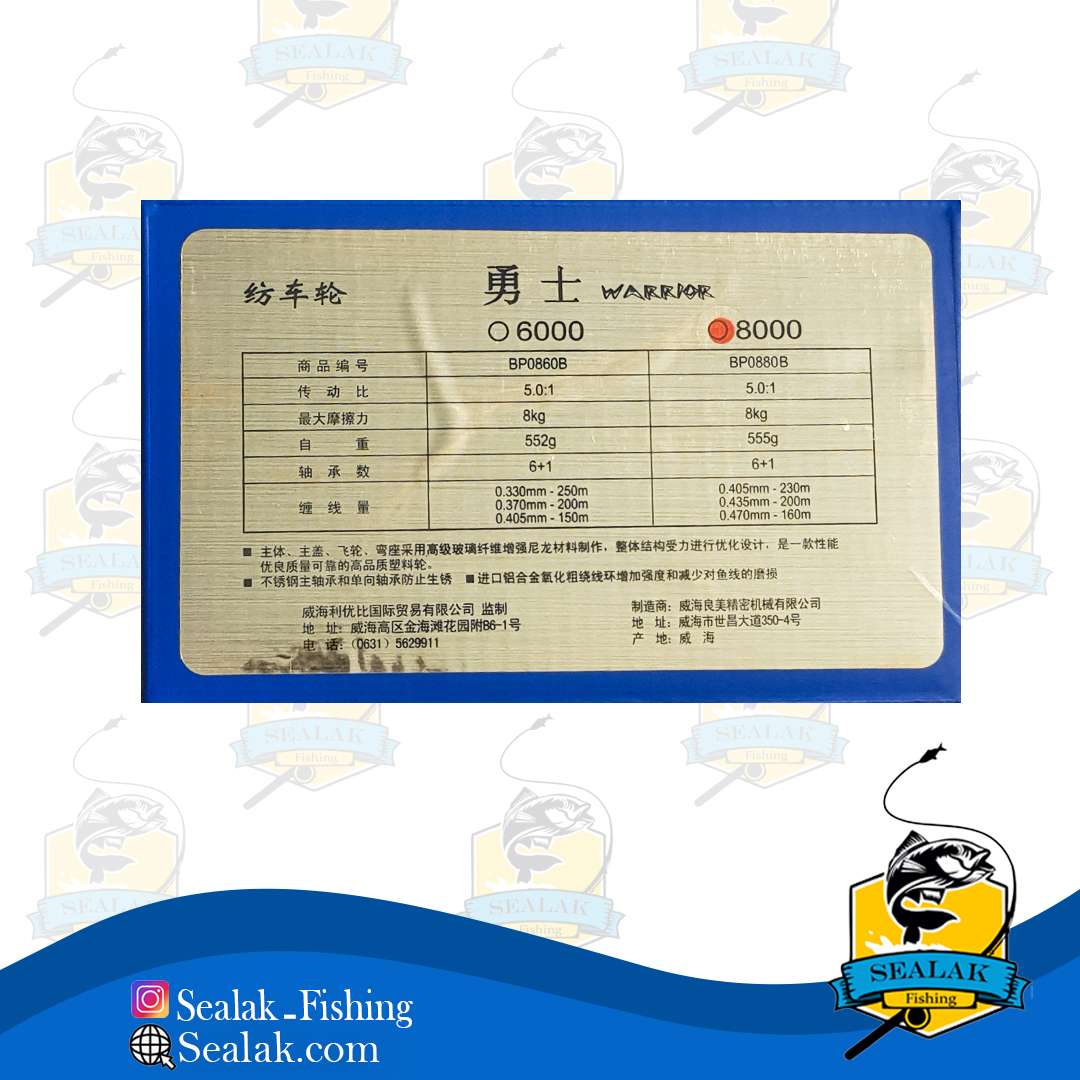 纺车轮
勇士 WARRIOR
6000 8000
商品编号 BP0860B BP0880B
传动比 5.0:1 5.0:1
最大摩擦力 8kg 8kg
自重 552g 555g
轴承数 6+1 6+1
缠线量
0.330mm - 250m 0.405mm - 230m
0.370mm - 200m 0.435mm - 200m
0.405mm - 150m 0.470mm - 160m
■ 主体、主盖、飞轮、弯座采用高级玻璃纤维增强尼龙材料制作，整体结构受力进行优化设计，是一款性能
优良质量可靠的高品质塑料轮。
■ 不锈钢主轴承和单向轴承防止生锈 ■ 进口铝合金氧化粗绕线环增加强度和减少对鱼线的磨损
威海利优比国际贸易有限公司 监制
地 址：威海高区金海滩花园附B6-1号
电 话：（0631）5629911
制造商：威海良美精密机械有限公司
地 址：威海市世昌大道350-4号
产 地：威 海
SEALAK
Fishing
Sealak_Fishing
Sealak.com